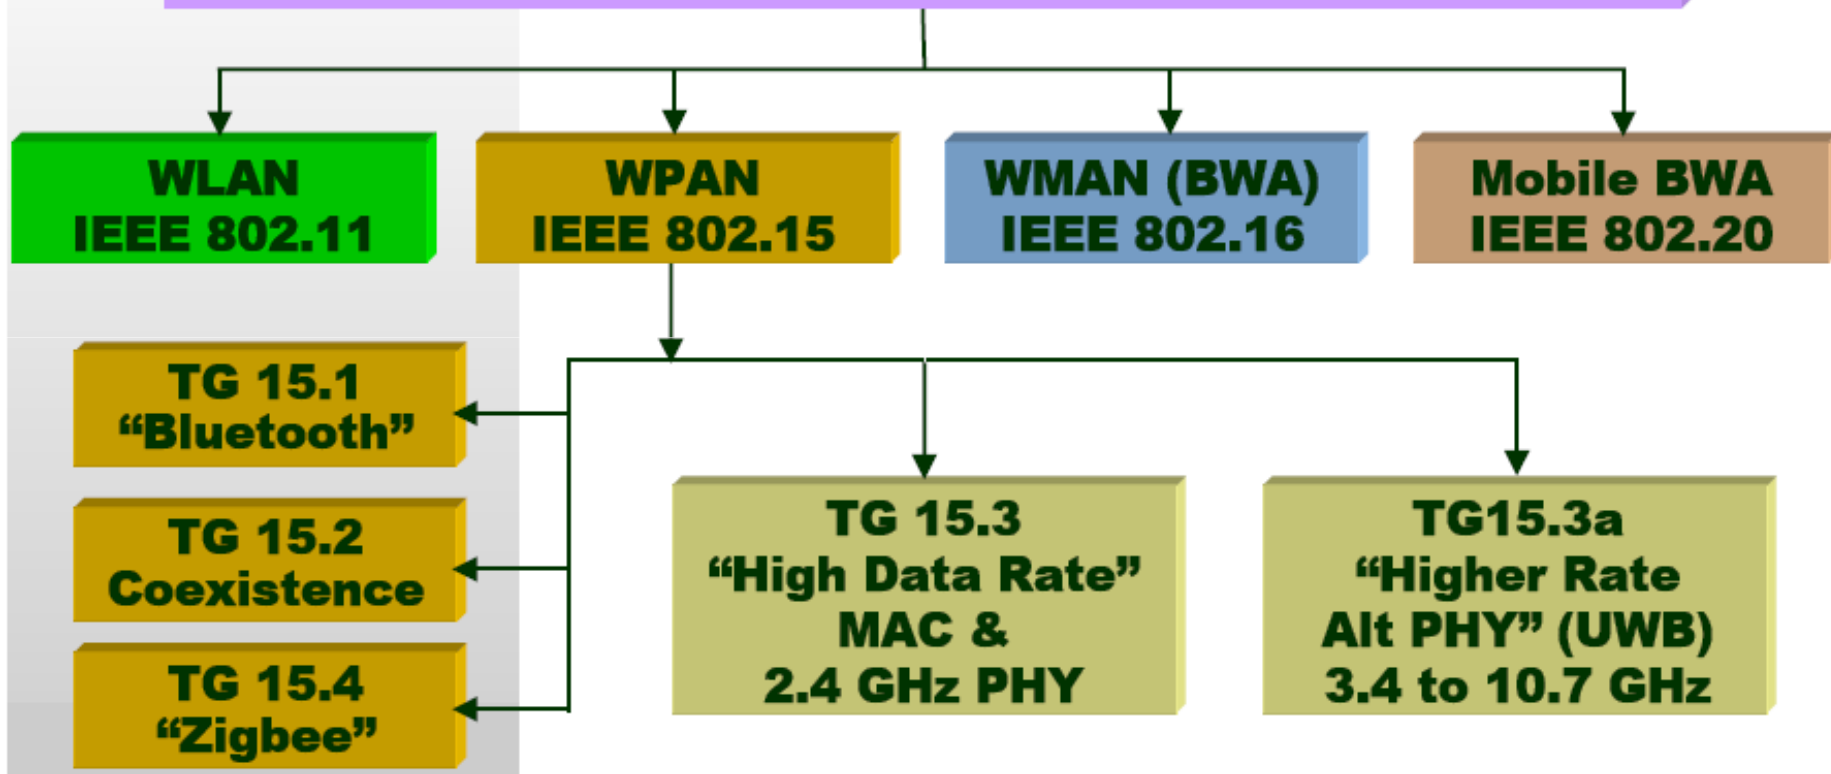 WLAN
IEEE 802.11
WPAN
IEEE 802.15
WMAN (BWA)
IEEE 802.16
Mobile BWA
IEEE 802.20
TG 15.1
“Bluetooth”
TG 15.2
Coexistence
TG 15.4
“Zigbee”
TG 15.3
“High Data Rate”
MAC &
2.4 GHz PHY
TG15.3a
“Higher Rate
Alt PHY” (UWB)
3.4 to 10.7 GHz